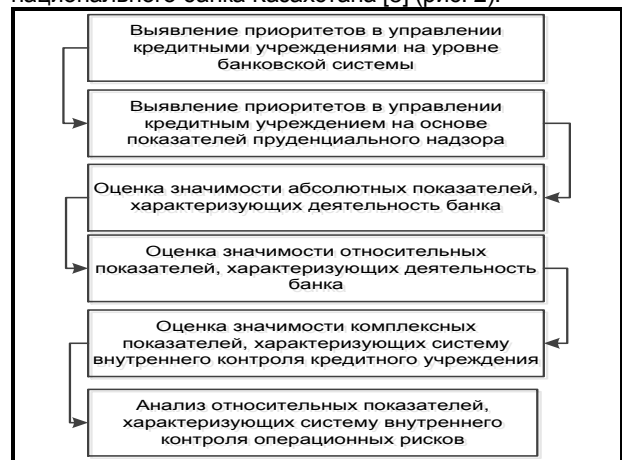 национального банка Казахстана [8] (рис. 2).
Выявление приоритетов в управлении
кредитными учреждениями на уровне
банковской системы
Выявление приоритетов в управлении
кредитным учреждением на основе
показателей пруденциального надзора
Оценка значимости абсолютных показателей,
характеризующих деятельность банка
Оценка значимости относительных
показателей, характеризующих деятельность
банка
Оценка значимости комплексных
показателей, характеризующих систему
внутреннего контроля кредитного учреждения
Анализ относительных показателей,
характеризующих систему внутреннего
контроля операционных рисков